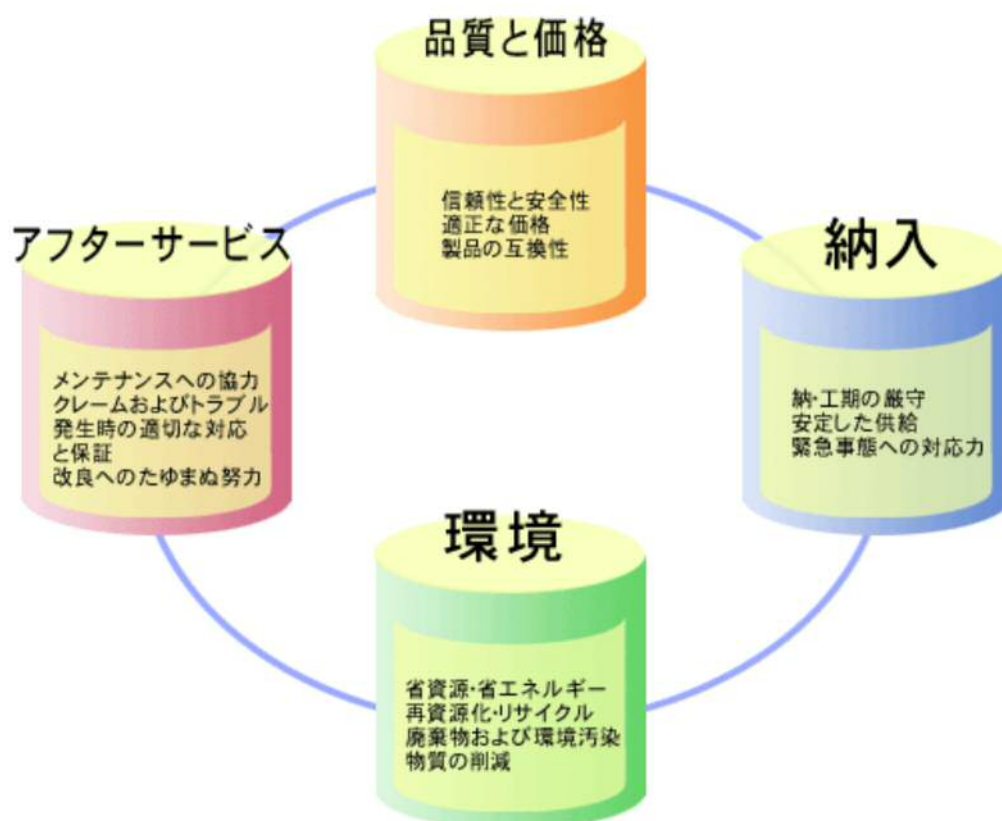 品質と価格
信頼性と安全性
適正な価格
製品の互換性
アフターサービス
メンテナンスへの協力
クレームおよびトラブル
発生時の適切な対応
と保証
改良へのたゆまぬ努力
納入
納・工期の厳守
安定した供給
緊急事態への対応力
環境
省資源・省エネルギー
再資源化・リサイクル
廃棄物および環境汚染
物質の削減